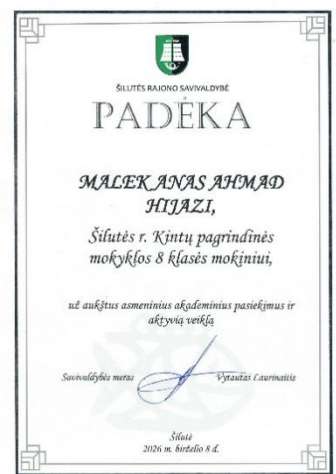 ŠILUTĖS RAJONO SAVIVALDYBĖ
PADĖKA
MALEK ANAS AHMAD
HIJAZI,
Šilutės r. Kintų pagrindinės
mokyklos 8 klasės mokiniui,
už aukštus asmeninius akademinius pasiekimus ir
aktyvią veiklą
Savivaldybės meras Vytautas Laurinaitis
Šilutė
2026 m. birželio 8 d.